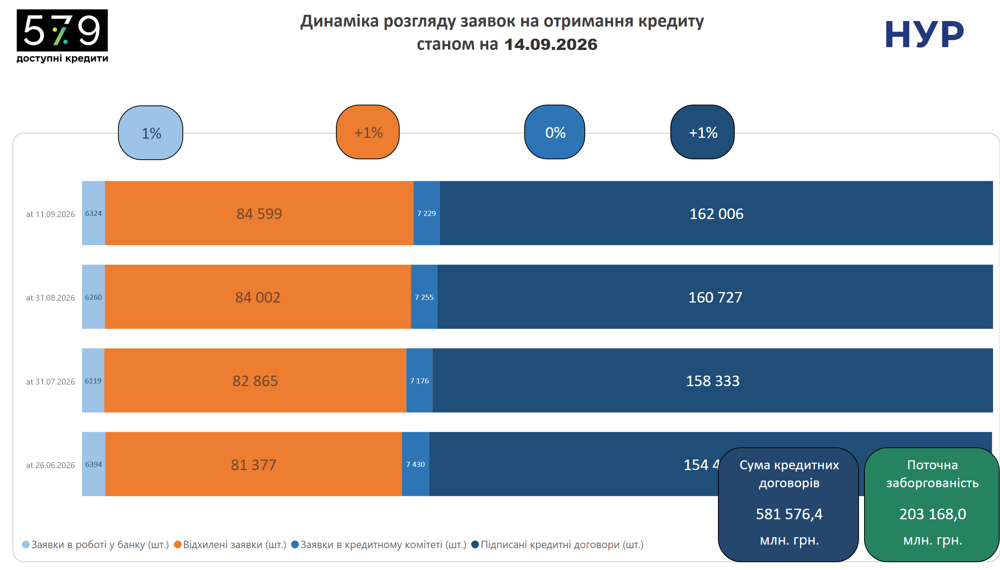 5%9
доступні кредити
Динаміка розгляду заявок на отримання кредиту
станом на 14.09.2026
НУР
1%
+1%
0%
+1%
at 11.09.2026
6324
84 599
7 229
162 006
at 31.08.2026
6260
84 002
7 255
160 727
at 31.07.2026
6119
82 865
7 176
158 333
at 26.06.2026
6394
81 377
7 430
154 4
Сума кредитних
договорів
581 576,4
млн. грн.
Поточна
заборгованість
203 168,0
млн. грн.
Заявки в роботі у банку (шт.)
Відхилені заявки (шт.)
Заявки в кредитному комітеті (шт.)
Підписані кредитні договори (шт.)